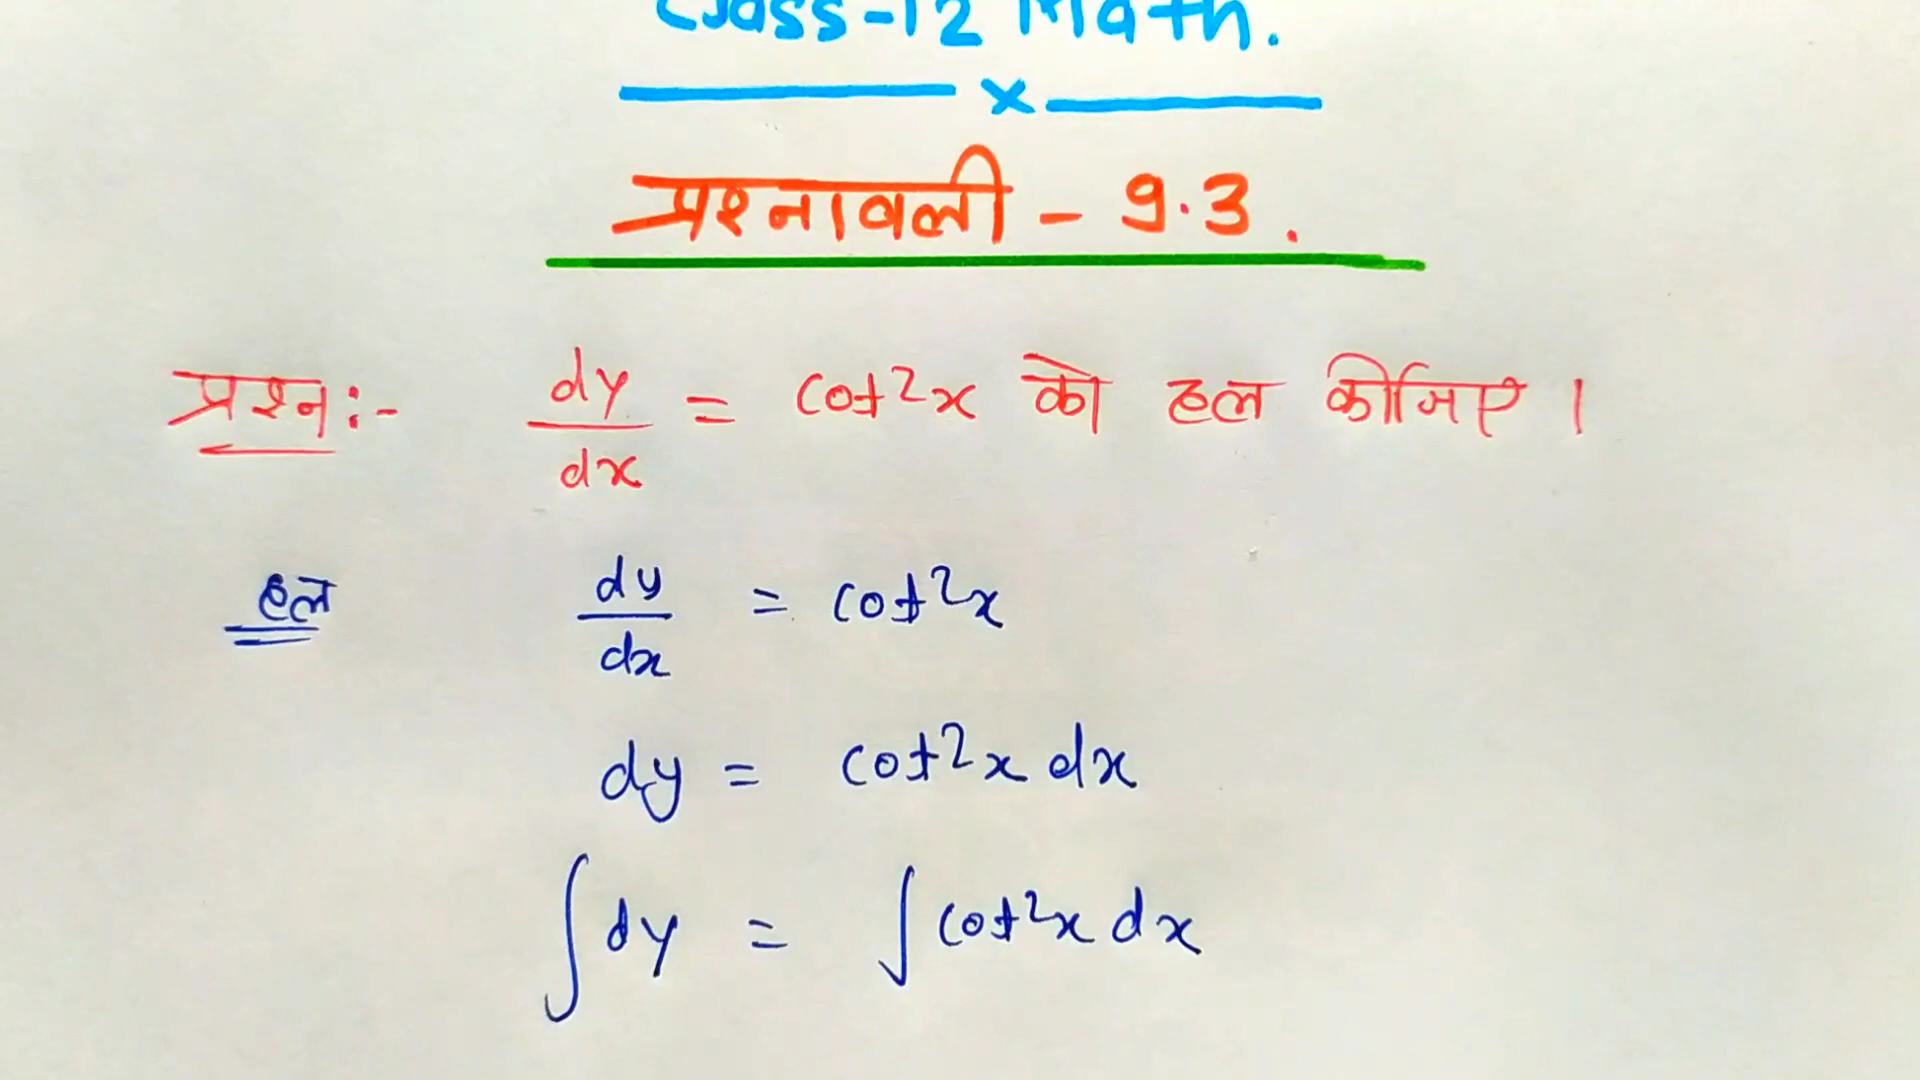 Class-12 Math.
x
प्रश्नावली - 9.3.
प्रश्न:- dy/dx = cot²x को हल कीजिए।
हल dy/dx = cot²x
dy = cot²x dx
∫dy = ∫cot²x dx